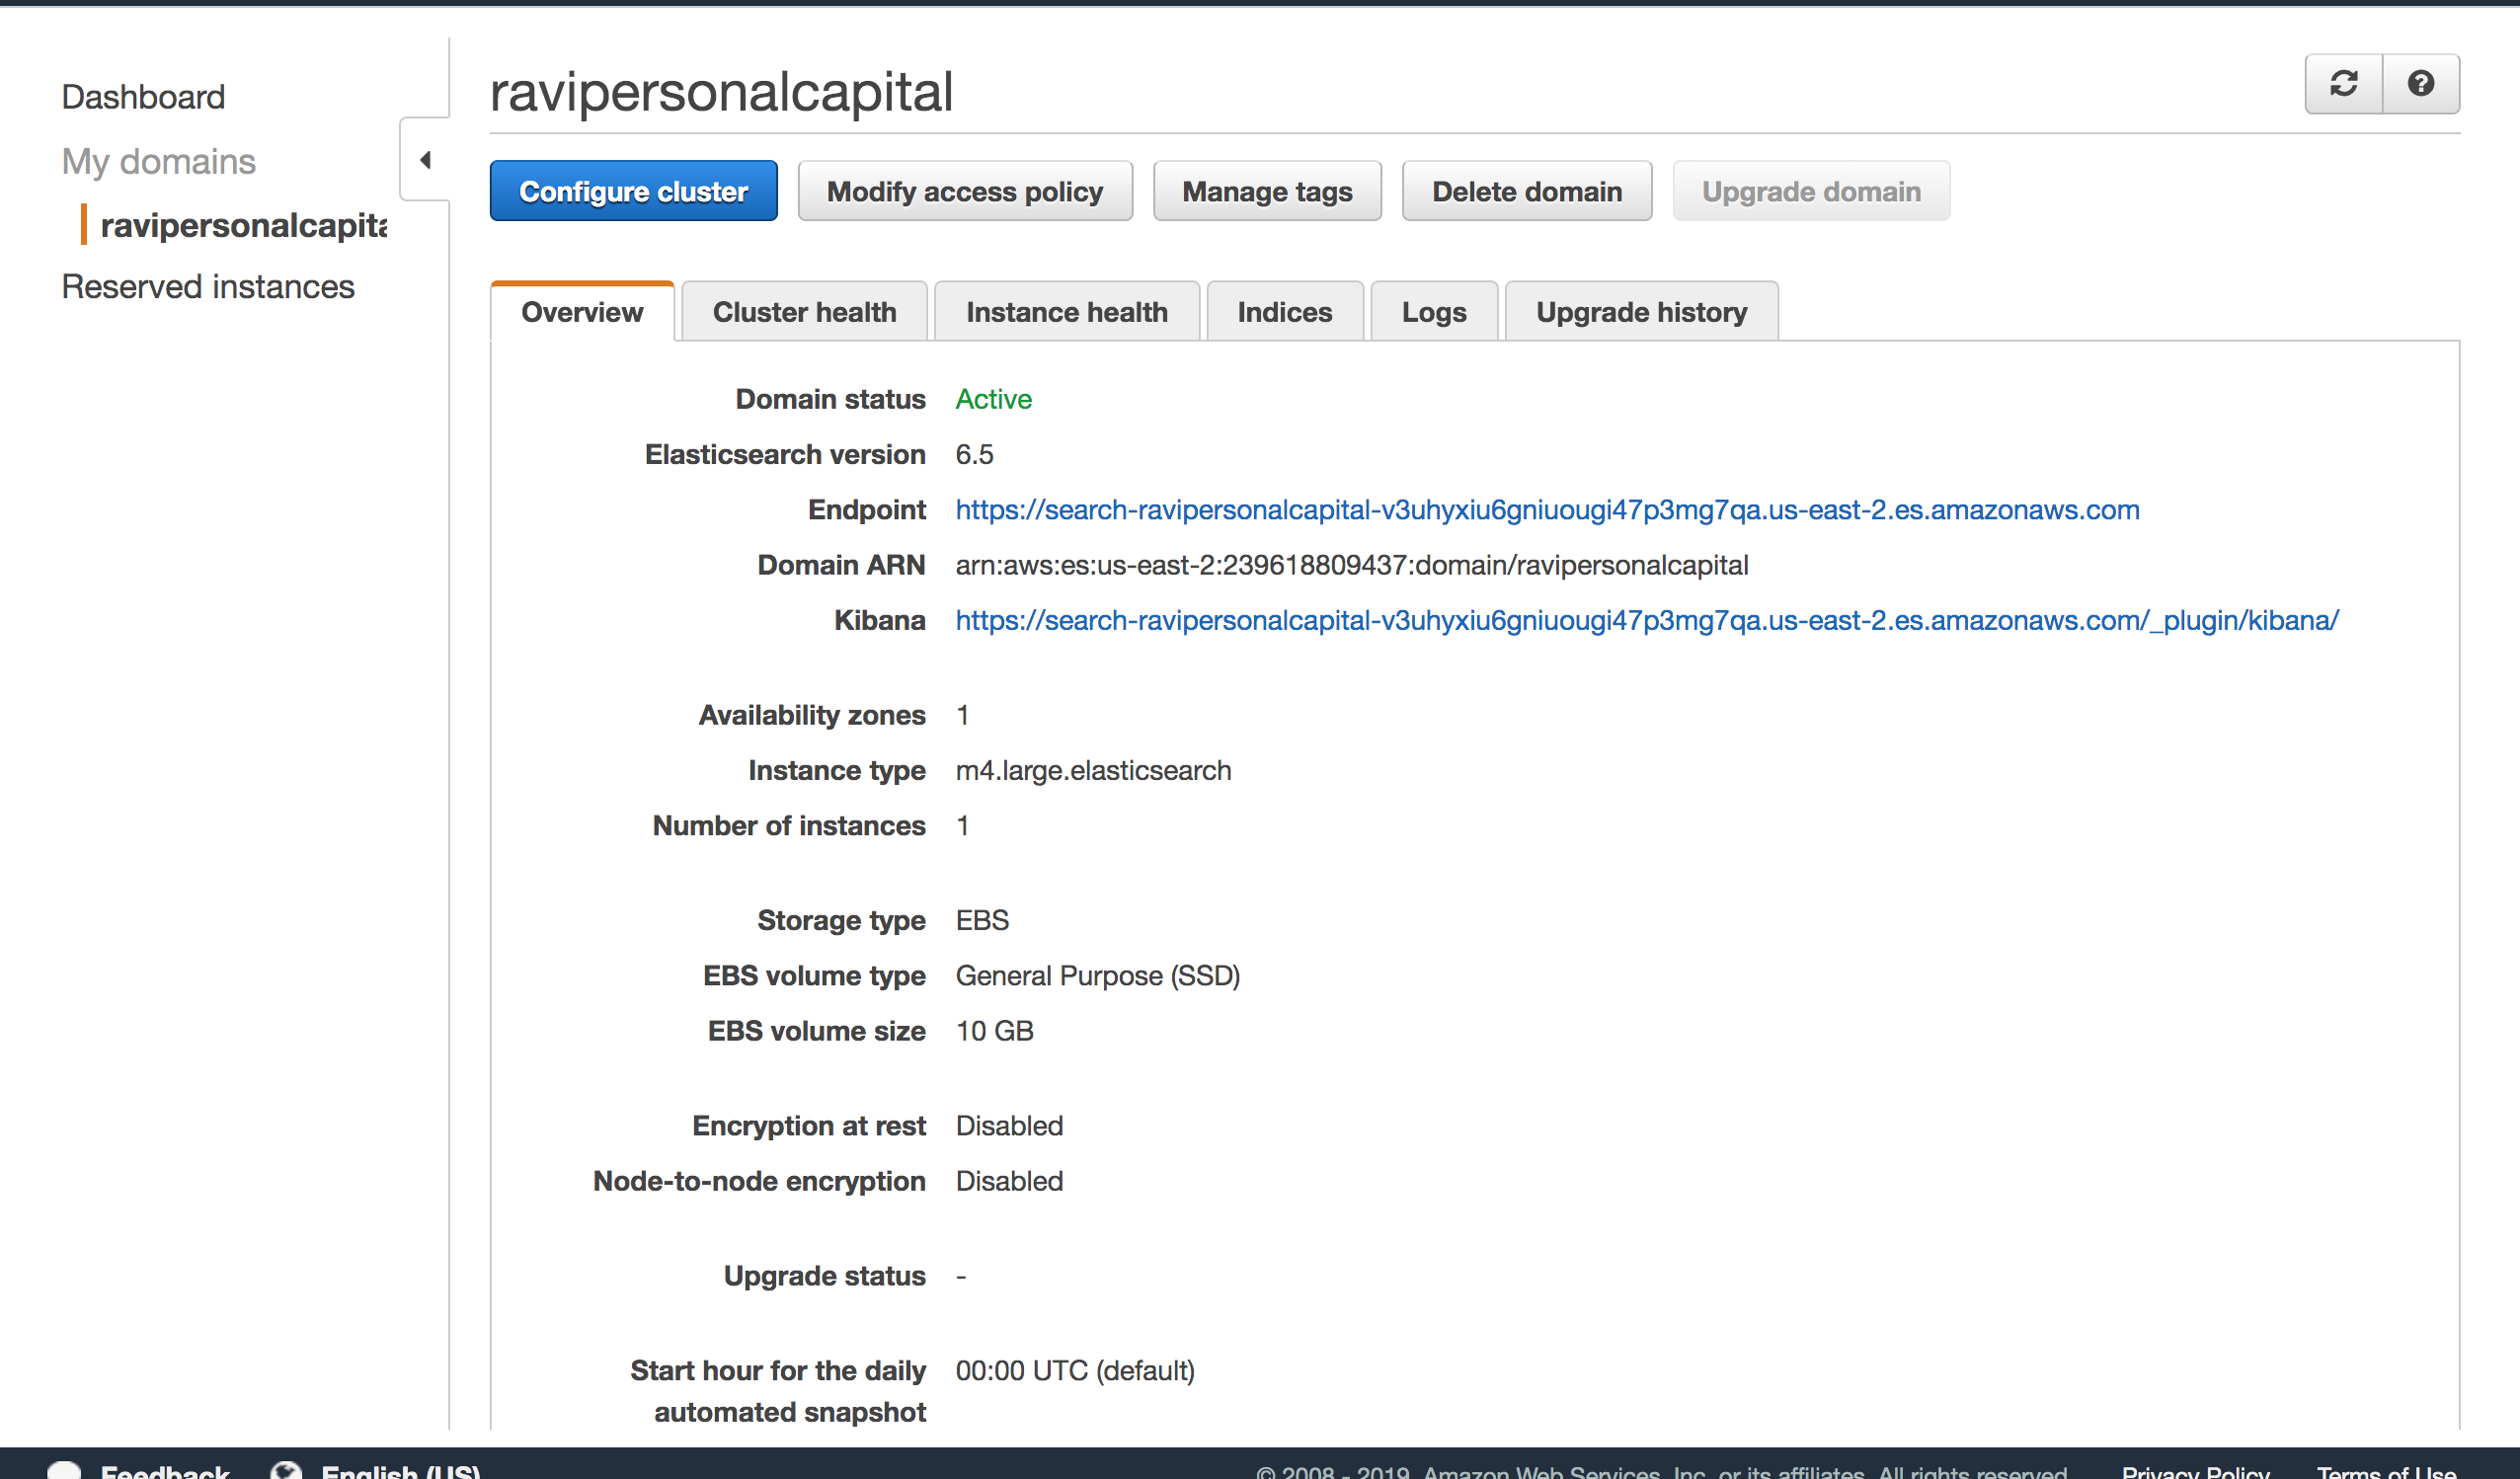 ravipersonalcapital
Dashboard
My domains
ravipersonalcapita
Reserved instances
Configure cluster
Modify access policy
Manage tags
Delete domain
Upgrade domain
Overview
Cluster health
Instance health
Indices
Logs
Upgrade history
Domain status Active
Elasticsearch version 6.5
Endpoint https://search-ravipersonalcapital-v3uhyxiu6gniuougi47p3mg7qa.us-east-2.es.amazonaws.com
Domain ARN arn:aws:es:us-east-2:239618809437:domain/ravipersonalcapital
Kibana https://search-ravipersonalcapital-v3uhyxiu6gniuougi47p3mg7qa.us-east-2.es.amazonaws.com/_plugin/kibana/
Availability zones 1
Instance type m4.large.elasticsearch
Number of instances 1
Storage type EBS
EBS volume type General Purpose (SSD)
EBS volume size 10 GB
Encryption at rest Disabled
Node-to-node encryption Disabled
Upgrade status -
Start hour for the daily 00:00 UTC (default)
automated snapshot
Feedback English (US) © 2008 - 2019, Amazon Web Services, Inc. or its affiliates. All rights reserved. Privacy Policy Terms of Use